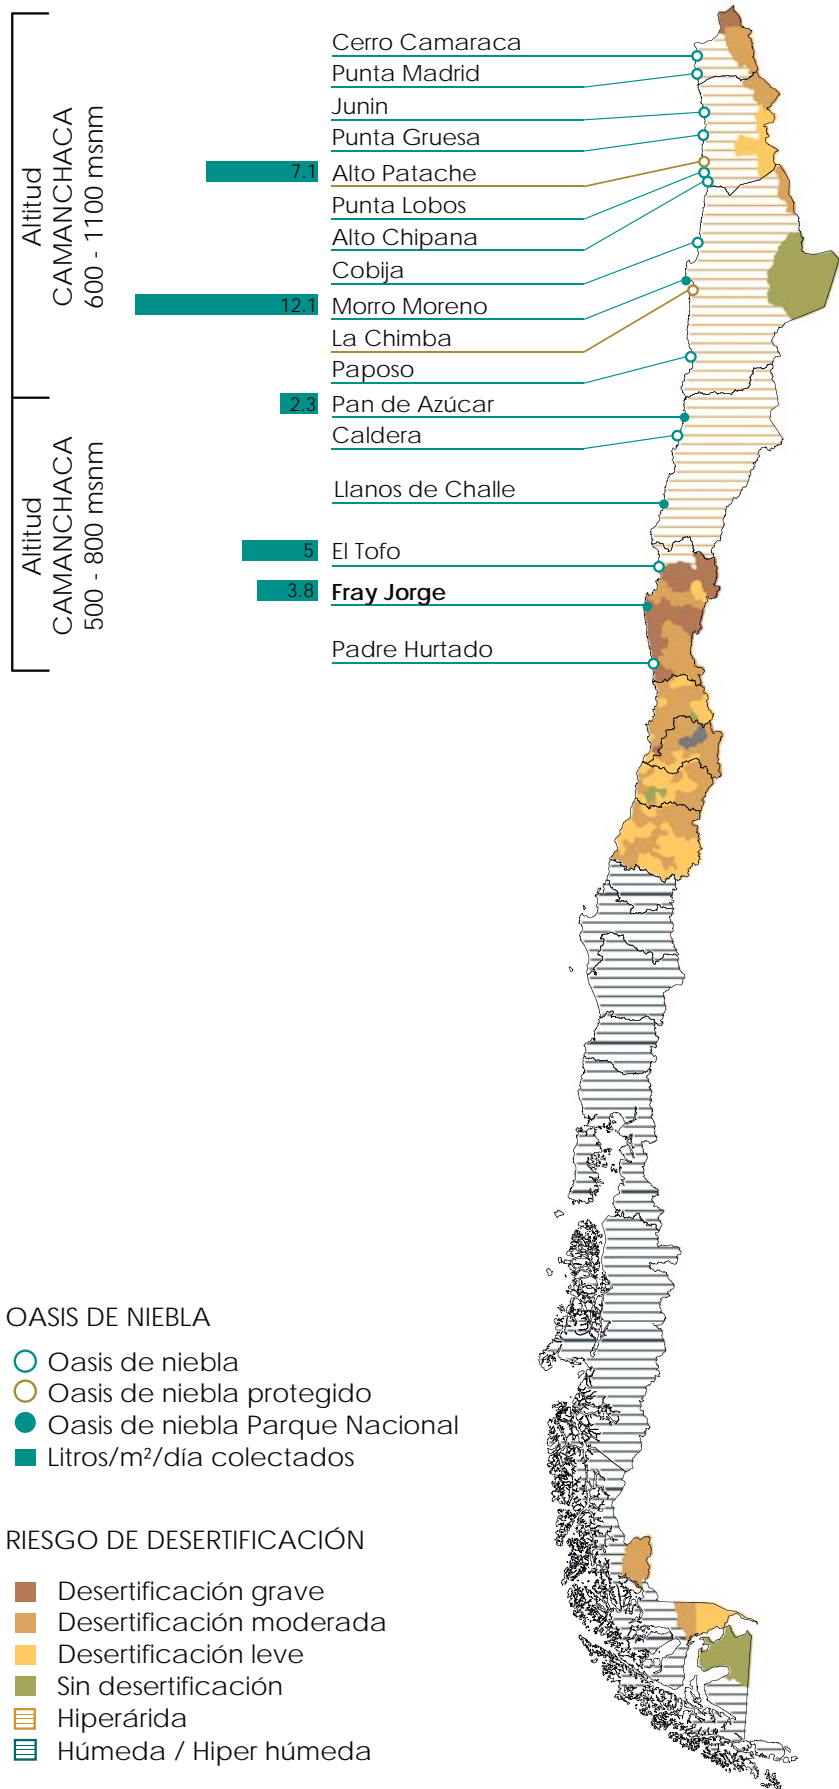 Altitud
CAMANCHACA
600 - 1100 msnm
Cerro Camaraca
Punta Madrid
Junin
Punta Gruesa
7.1 Alto Patache
Punta Lobos
Alto Chipana
Cobija
12.1 Morro Moreno
La Chimba
Paposo
Altitud
CAMANCHACA
500 - 800 msnm
2.3 Pan de Azúcar
Caldera
Llanos de Challe
5 El Tofo
3.8 Fray Jorge
Padre Hurtado
OASIS DE NIEBLA
Oasis de niebla
Oasis de niebla protegido
Oasis de niebla Parque Nacional
Litros/m²/día colectados
RIESGO DE DESERTIFICACIÓN
Desertificación grave
Desertificación moderada
Desertificación leve
Sin desertificación
Hiperárida
Húmeda / Hiper húmeda